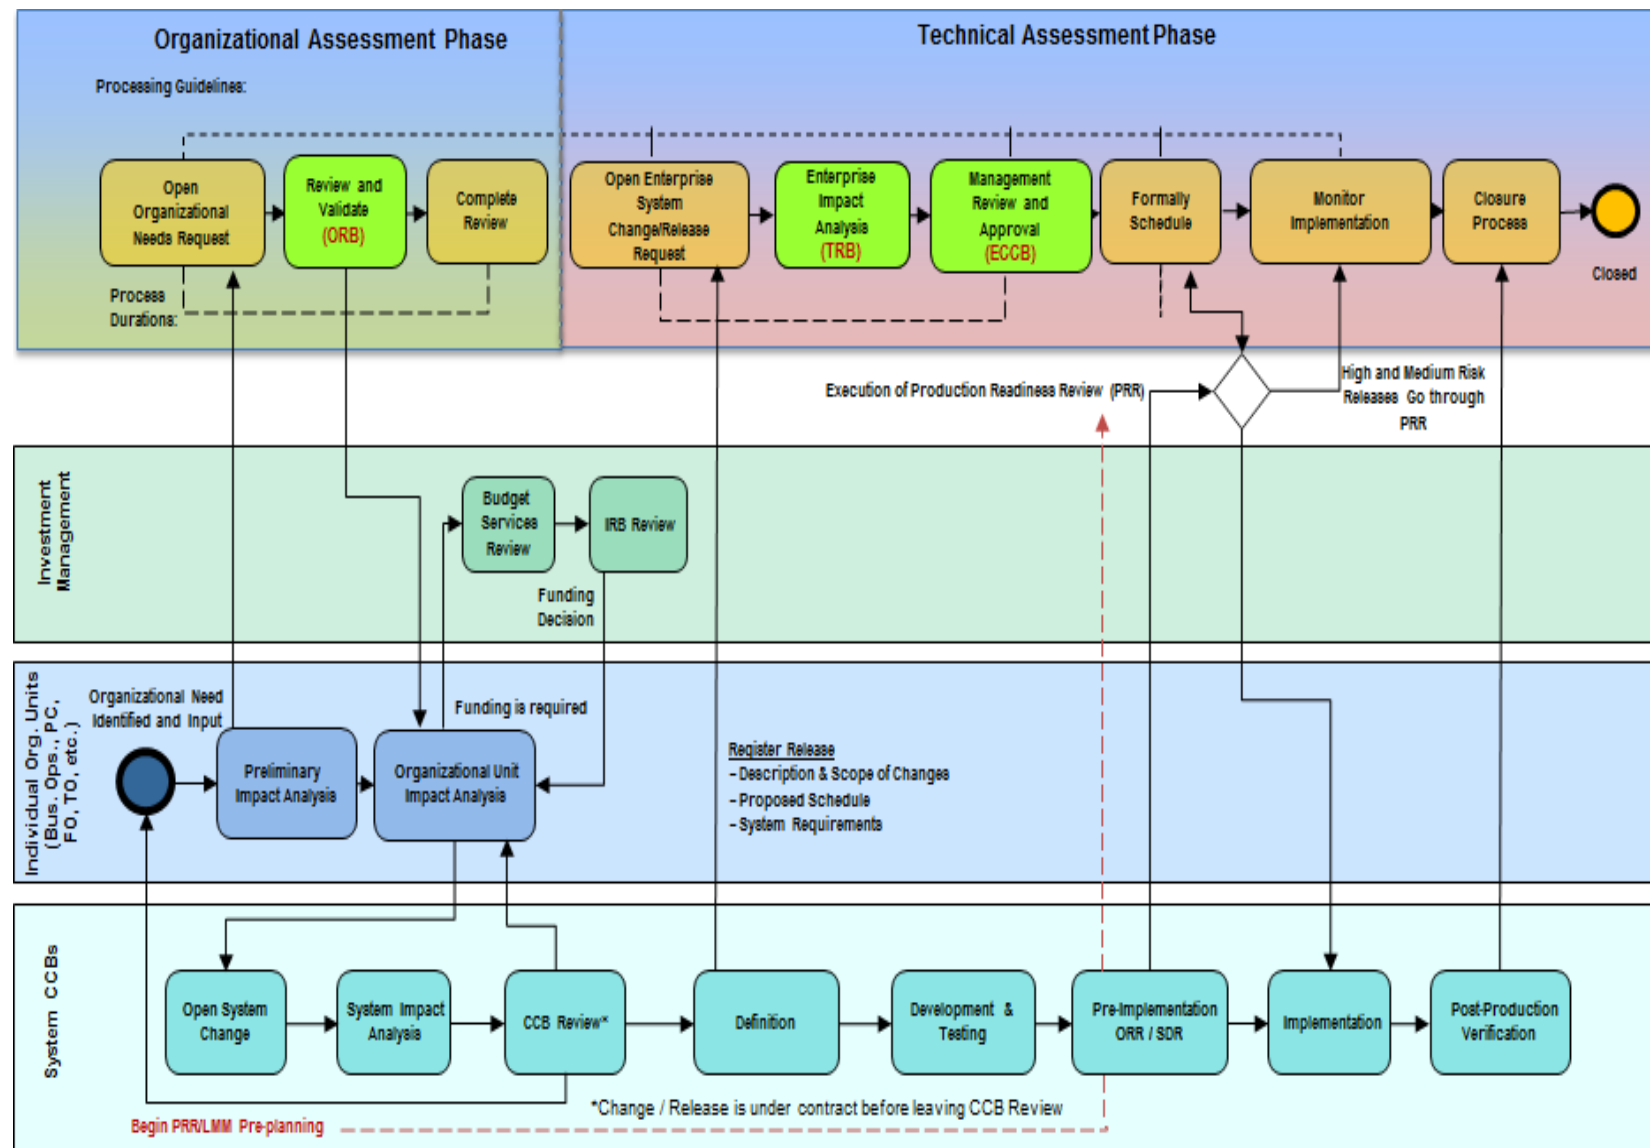 Organizational Assessment Phase
Technical Assessment Phase
Processing Guidelines:
Open
Organizational
Needs Request
Review and
Validate
(ORB)
Complete
Review
Open Enterprise
System
Change/Release
Request
Enterprise
Impact
Analysis
(TRB)
Management
Review and
Approval
(ECCB)
Formally
Schedule
Monitor
Implementation
Closure
Process
Closed
Process
Durations:
Execution of Production Readiness Review (PRR)
High and Medium Risk
Releases Go through
PRR
Investment
Management
Budget
Services
Review
IRB Review
Funding
Decision
Individual Org. Units
(Bus. Ops., PC,
FO, TO, etc.)
Organizational Need
Identified and Input
Funding is required
Preliminary
Impact Analysis
Organizational Unit
Impact Analysis
Register Release
– Description & Scope of Changes
– Proposed Schedule
– System Requirements
System CCBs
Open System
Change
System Impact
Analysis
CCB Review*
Definition
Development &
Testing
Pre-Implementation
ORR / SDR
Implementation
Post-Production
Verification
*Change / Release is under contract before leaving CCB Review
Begin PRR/LMM Pre-planning